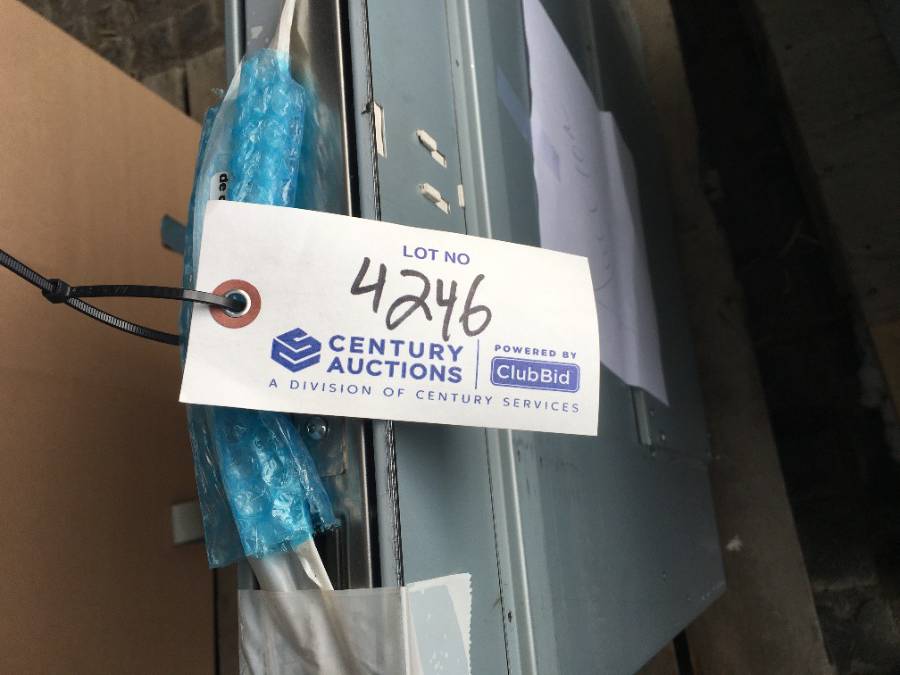 LOT NO
4246
CENTURY
AUCTIONS
POWERED BY
ClubBid
A DIVISION OF CENTURY SERVICES